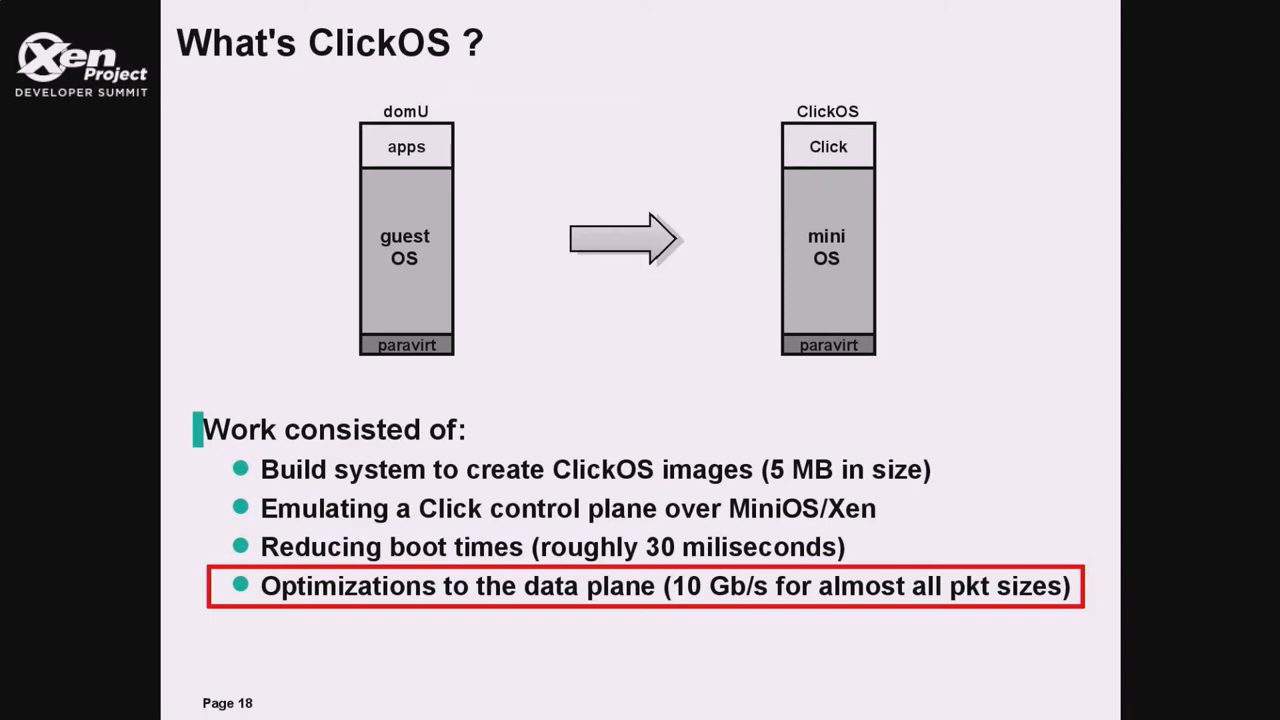 Xen
Project
DEVELOPER SUMMIT
What's ClickOS ?
domU
apps
guest
OS
paravirt
ClickOS
Click
mini
OS
paravirt
Work consisted of:
Build system to create ClickOS images (5 MB in size)
Emulating a Click control plane over MiniOS/Xen
Reducing boot times (roughly 30 miliseconds)
Optimizations to the data plane (10 Gb/s for almost all pkt sizes)
Page 18